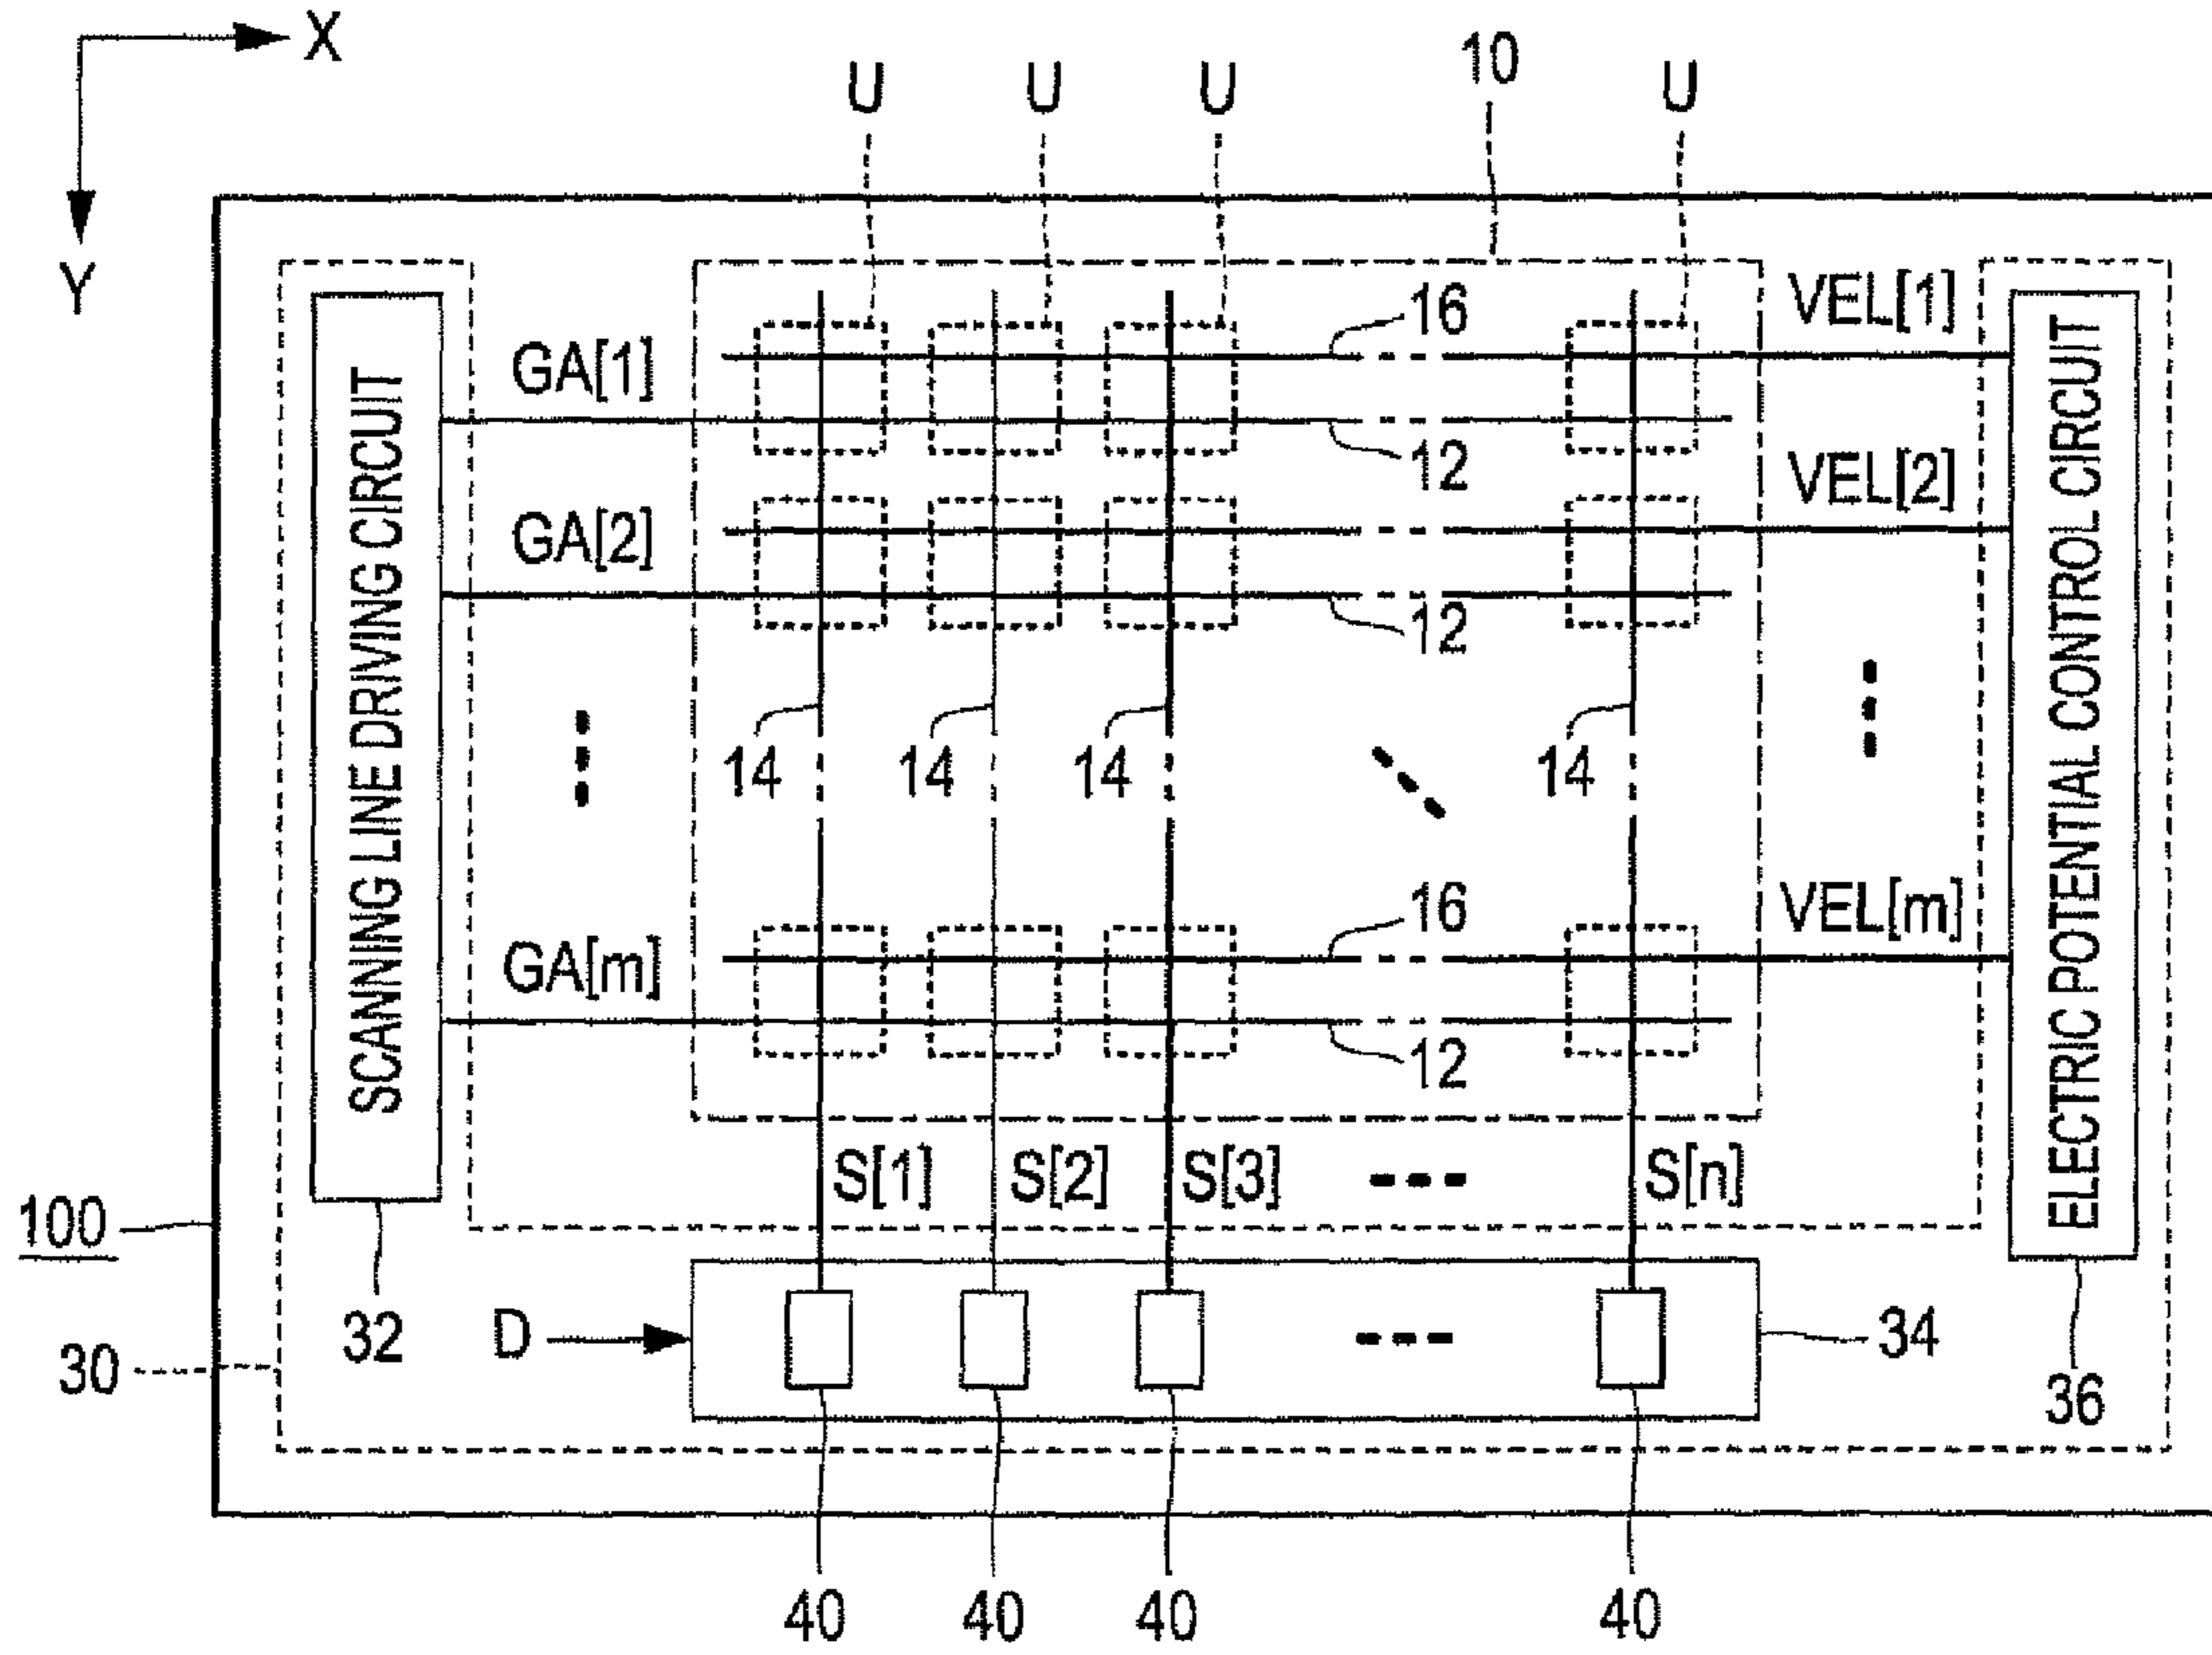 X
Y
U U U 10 U
GA[1] 16 VEL[1]
12
GA[2] VEL[2]
12
14 14 14 14
GA[m] 16 VEL[m]
12
SCANNING LINE DRIVING CIRCUIT
ELECTRIC POTENTIAL CONTROL CIRCUIT
S[1] S[2] S[3] S[n]
100
32
D
34
30
36
40 40 40 40